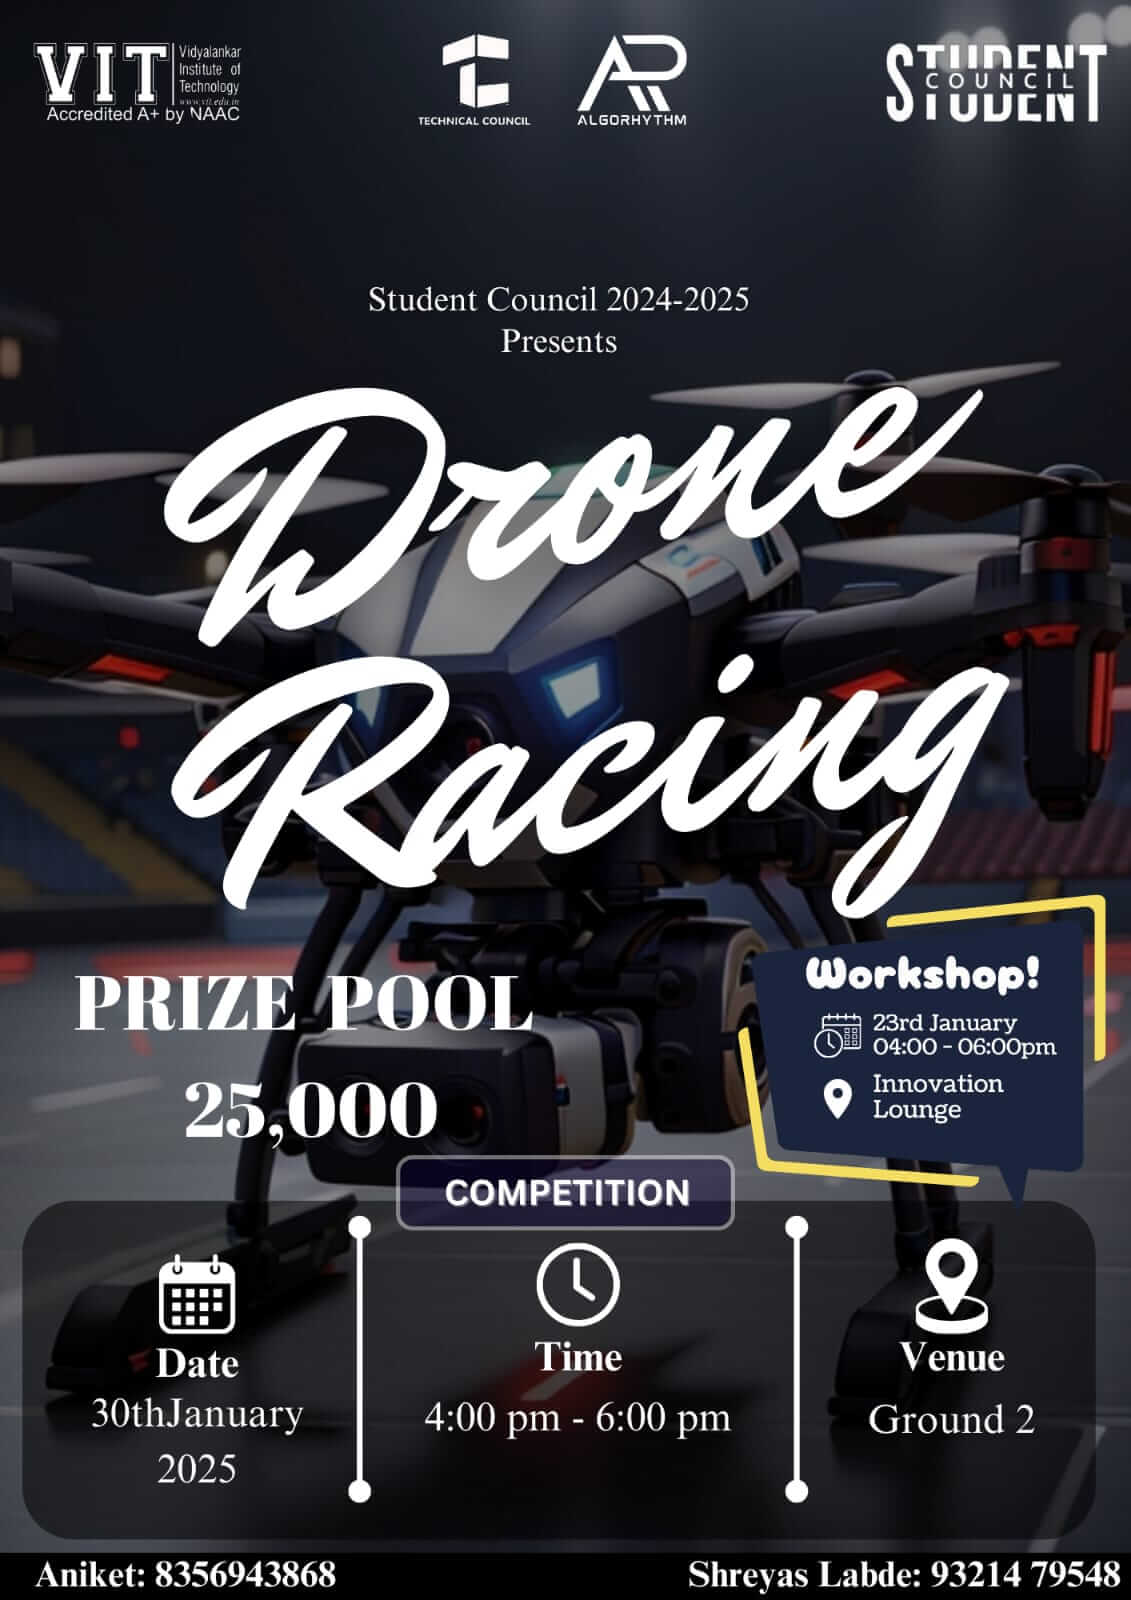 VIT
Vidyalankar
Institute of
Technology
www.vit.edu.in
Accredited A+ by NAAC
TECHNICAL COUNCIL
ALGORHYTHM
STUDENT
COUNCIL
STUDENT
Student Council 2024-2025
Presents
Drone
Racing
PRIZE POOL
25,000
Workshop!
23rd January
04:00 - 06:00pm
Innovation
Lounge
COMPETITION
Date
30thJanuary
2025
Time
4:00 pm - 6:00 pm
Venue
Ground 2
Aniket: 8356943868
Shreyas Labde: 93214 79548